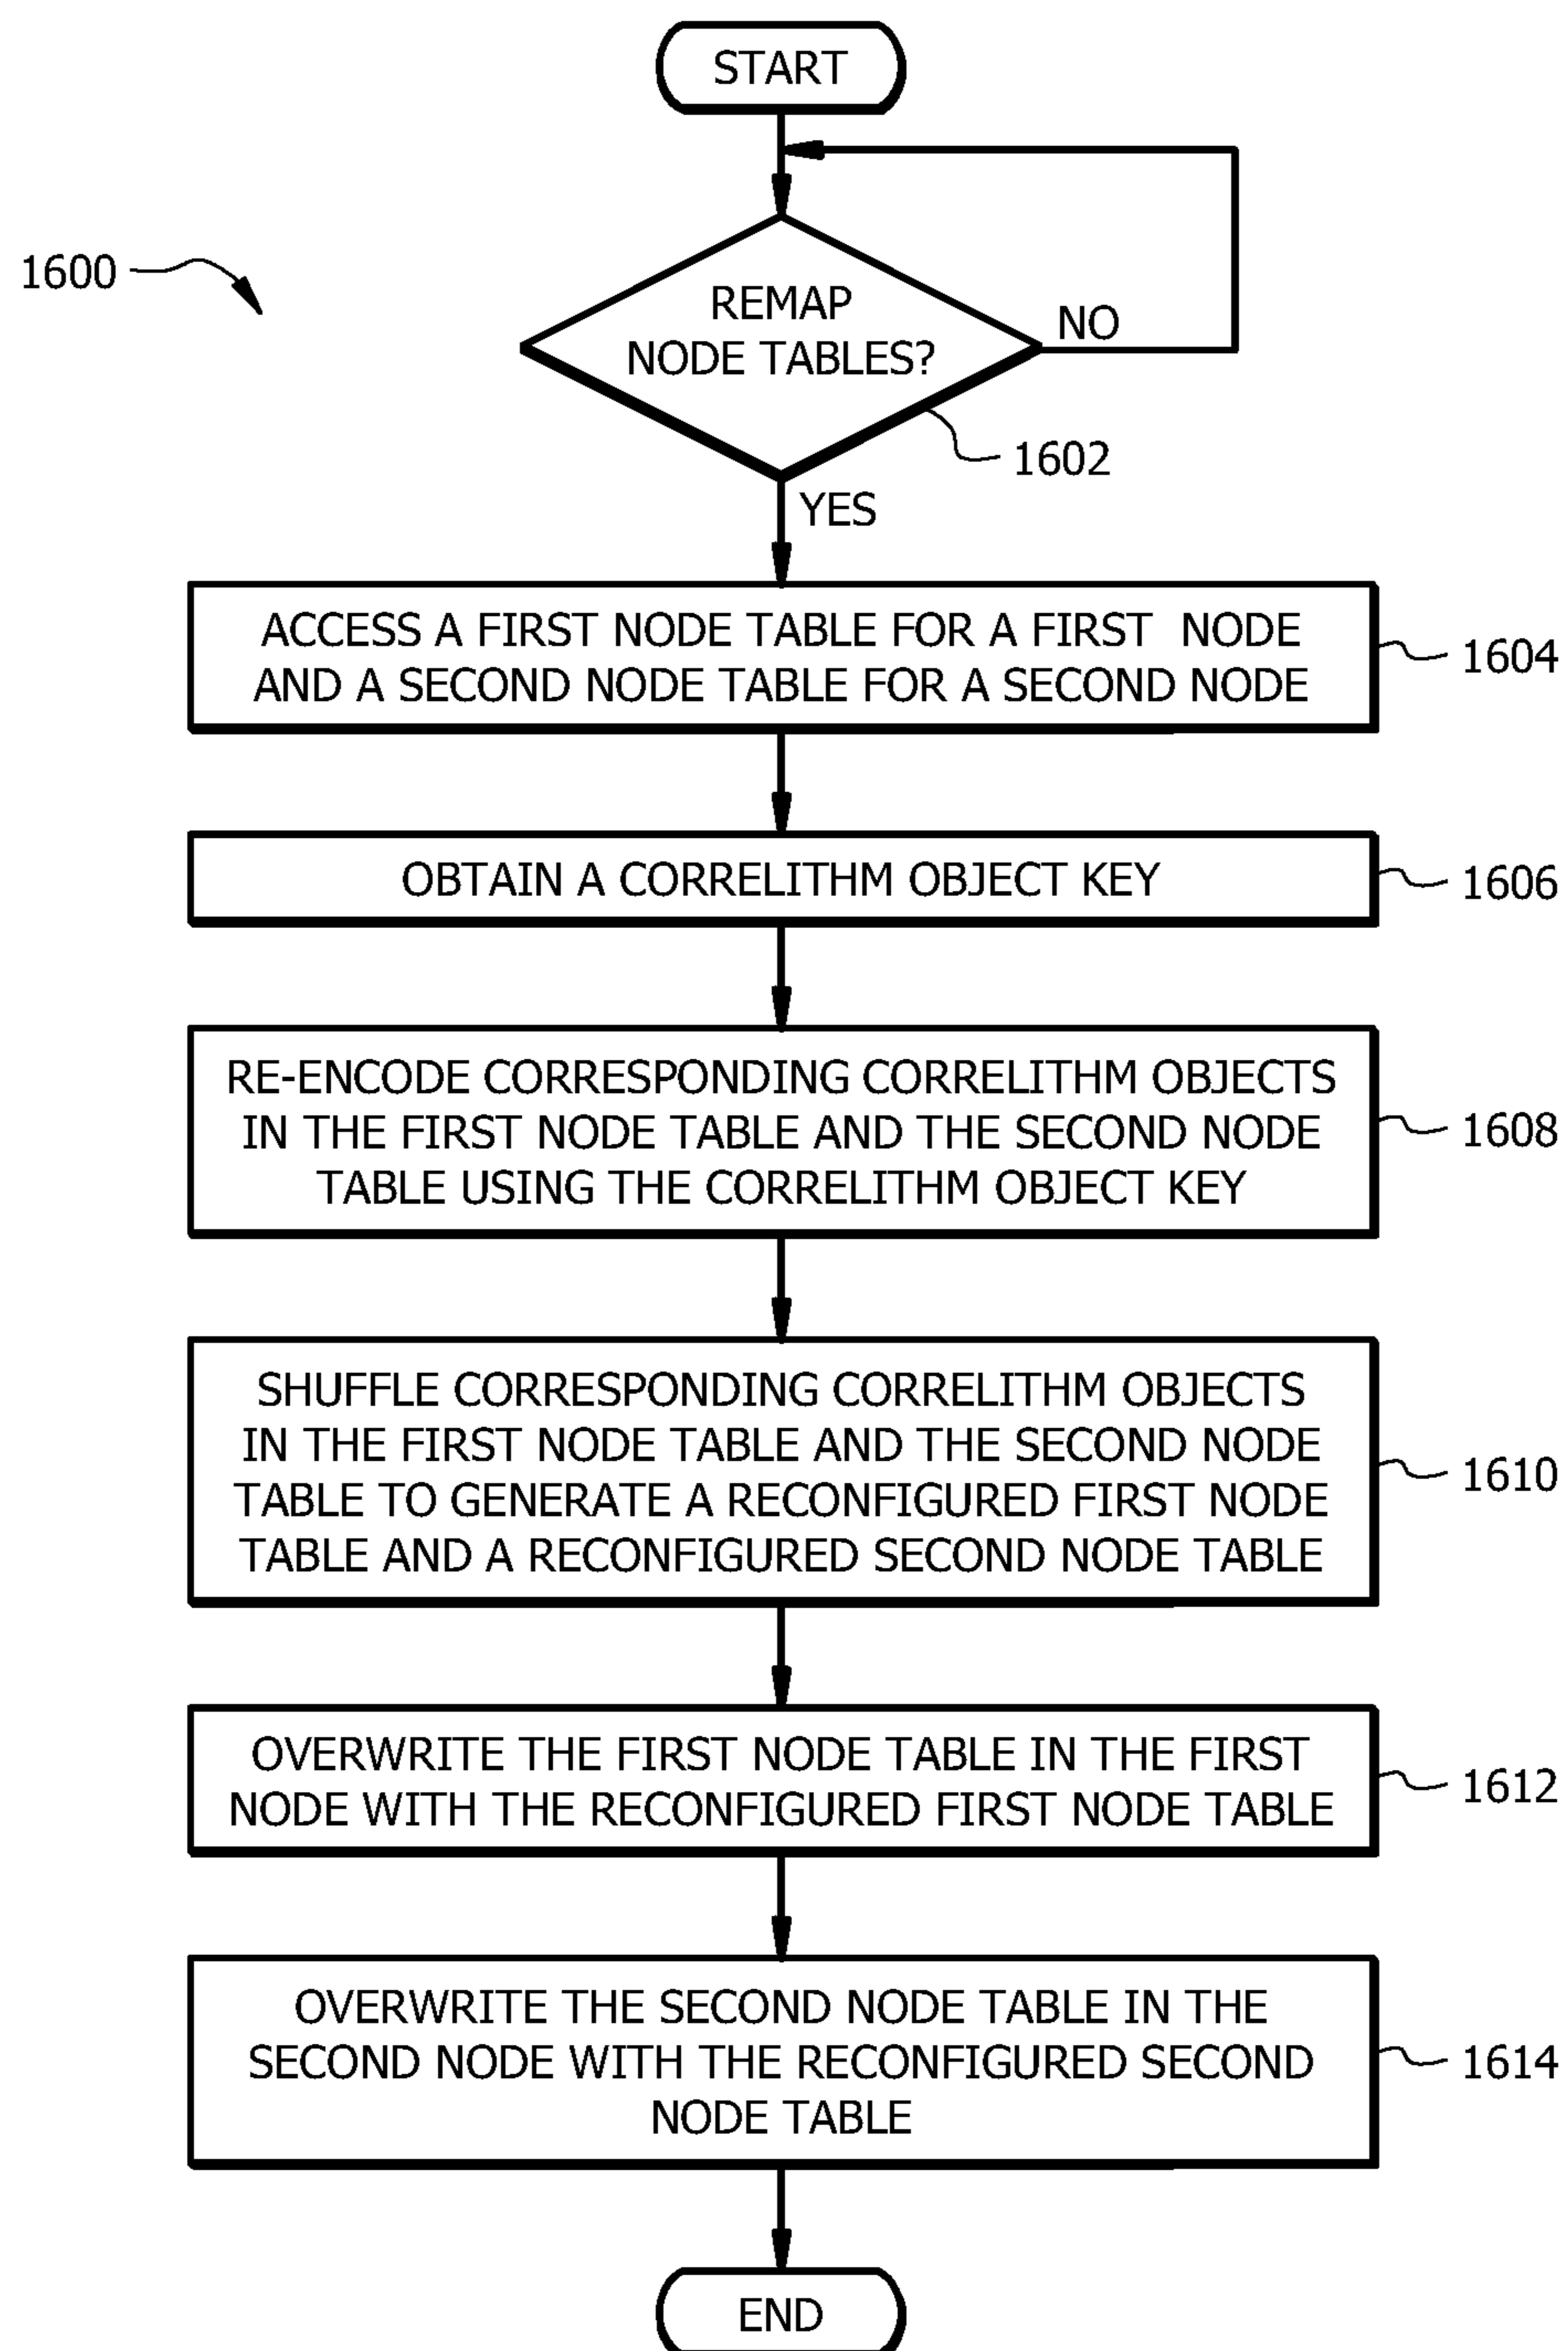 START
1600
REMAP
NODE TABLES?
NO
1602
YES
ACCESS A FIRST NODE TABLE FOR A FIRST NODE
AND A SECOND NODE TABLE FOR A SECOND NODE
1604
OBTAIN A CORRELITHM OBJECT KEY
1606
RE-ENCODE CORRESPONDING CORRELITHM OBJECTS
IN THE FIRST NODE TABLE AND THE SECOND NODE
TABLE USING THE CORRELITHM OBJECT KEY
1608
SHUFFLE CORRESPONDING CORRELITHM OBJECTS
IN THE FIRST NODE TABLE AND THE SECOND NODE
TABLE TO GENERATE A RECONFIGURED FIRST NODE
TABLE AND A RECONFIGURED SECOND NODE TABLE
1610
OVERWRITE THE FIRST NODE TABLE IN THE FIRST
NODE WITH THE RECONFIGURED FIRST NODE TABLE
1612
OVERWRITE THE SECOND NODE TABLE IN THE
SECOND NODE WITH THE RECONFIGURED SECOND
NODE TABLE
1614
END